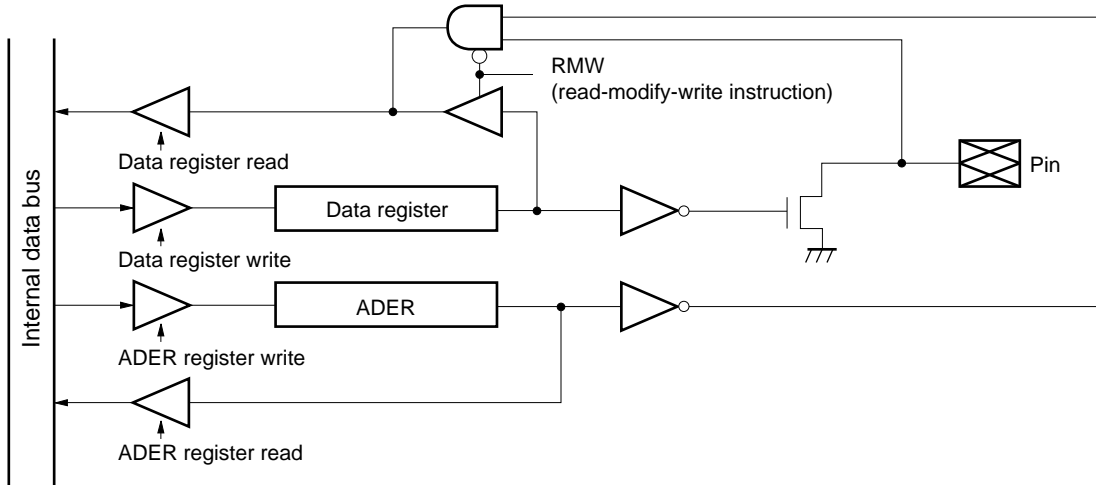 RMW
(read-modify-write instruction)
Data register read
Pin
Data register
Data register write
Internal data bus
ADER
ADER register write
ADER register read